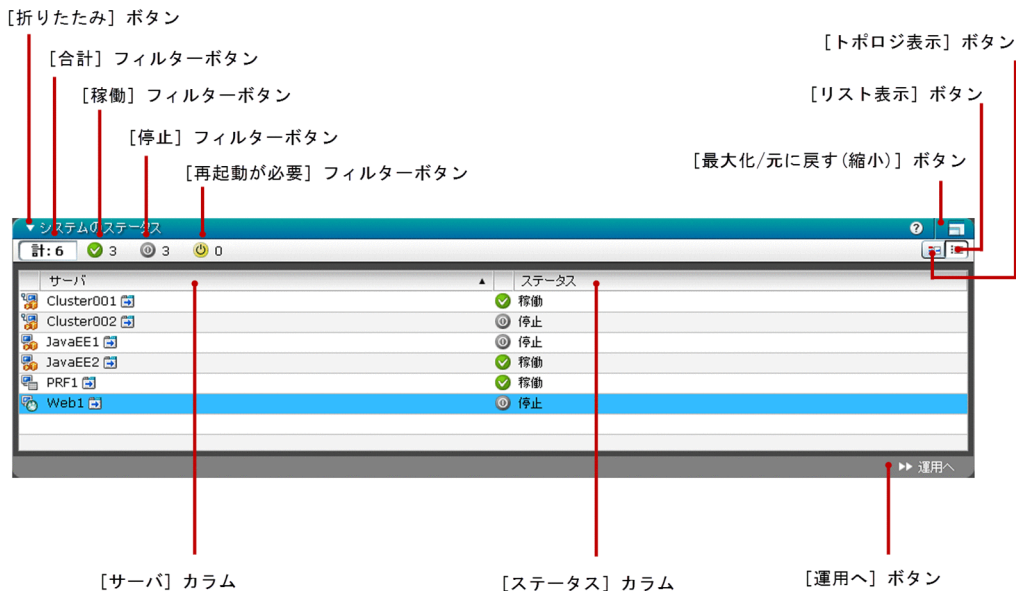 [折りたたみ] ボタン
[合計] フィルターボタン
[トポロジ表示] ボタン
[稼働] フィルターボタン
[リスト表示] ボタン
[停止] フィルターボタン
[再起動が必要] フィルターボタン
[最大化/元に戻す(縮小)] ボタン
▼ システムのステータス ?
計: 6 3 3 0
サーバ ▲ ステータス
Cluster001 稼働
Cluster002 停止
JavaEE1 停止
JavaEE2 稼働
PRF1 稼働
Web1 停止
運用へ
[サーバ] カラム
[ステータス] カラム
[運用へ] ボタン